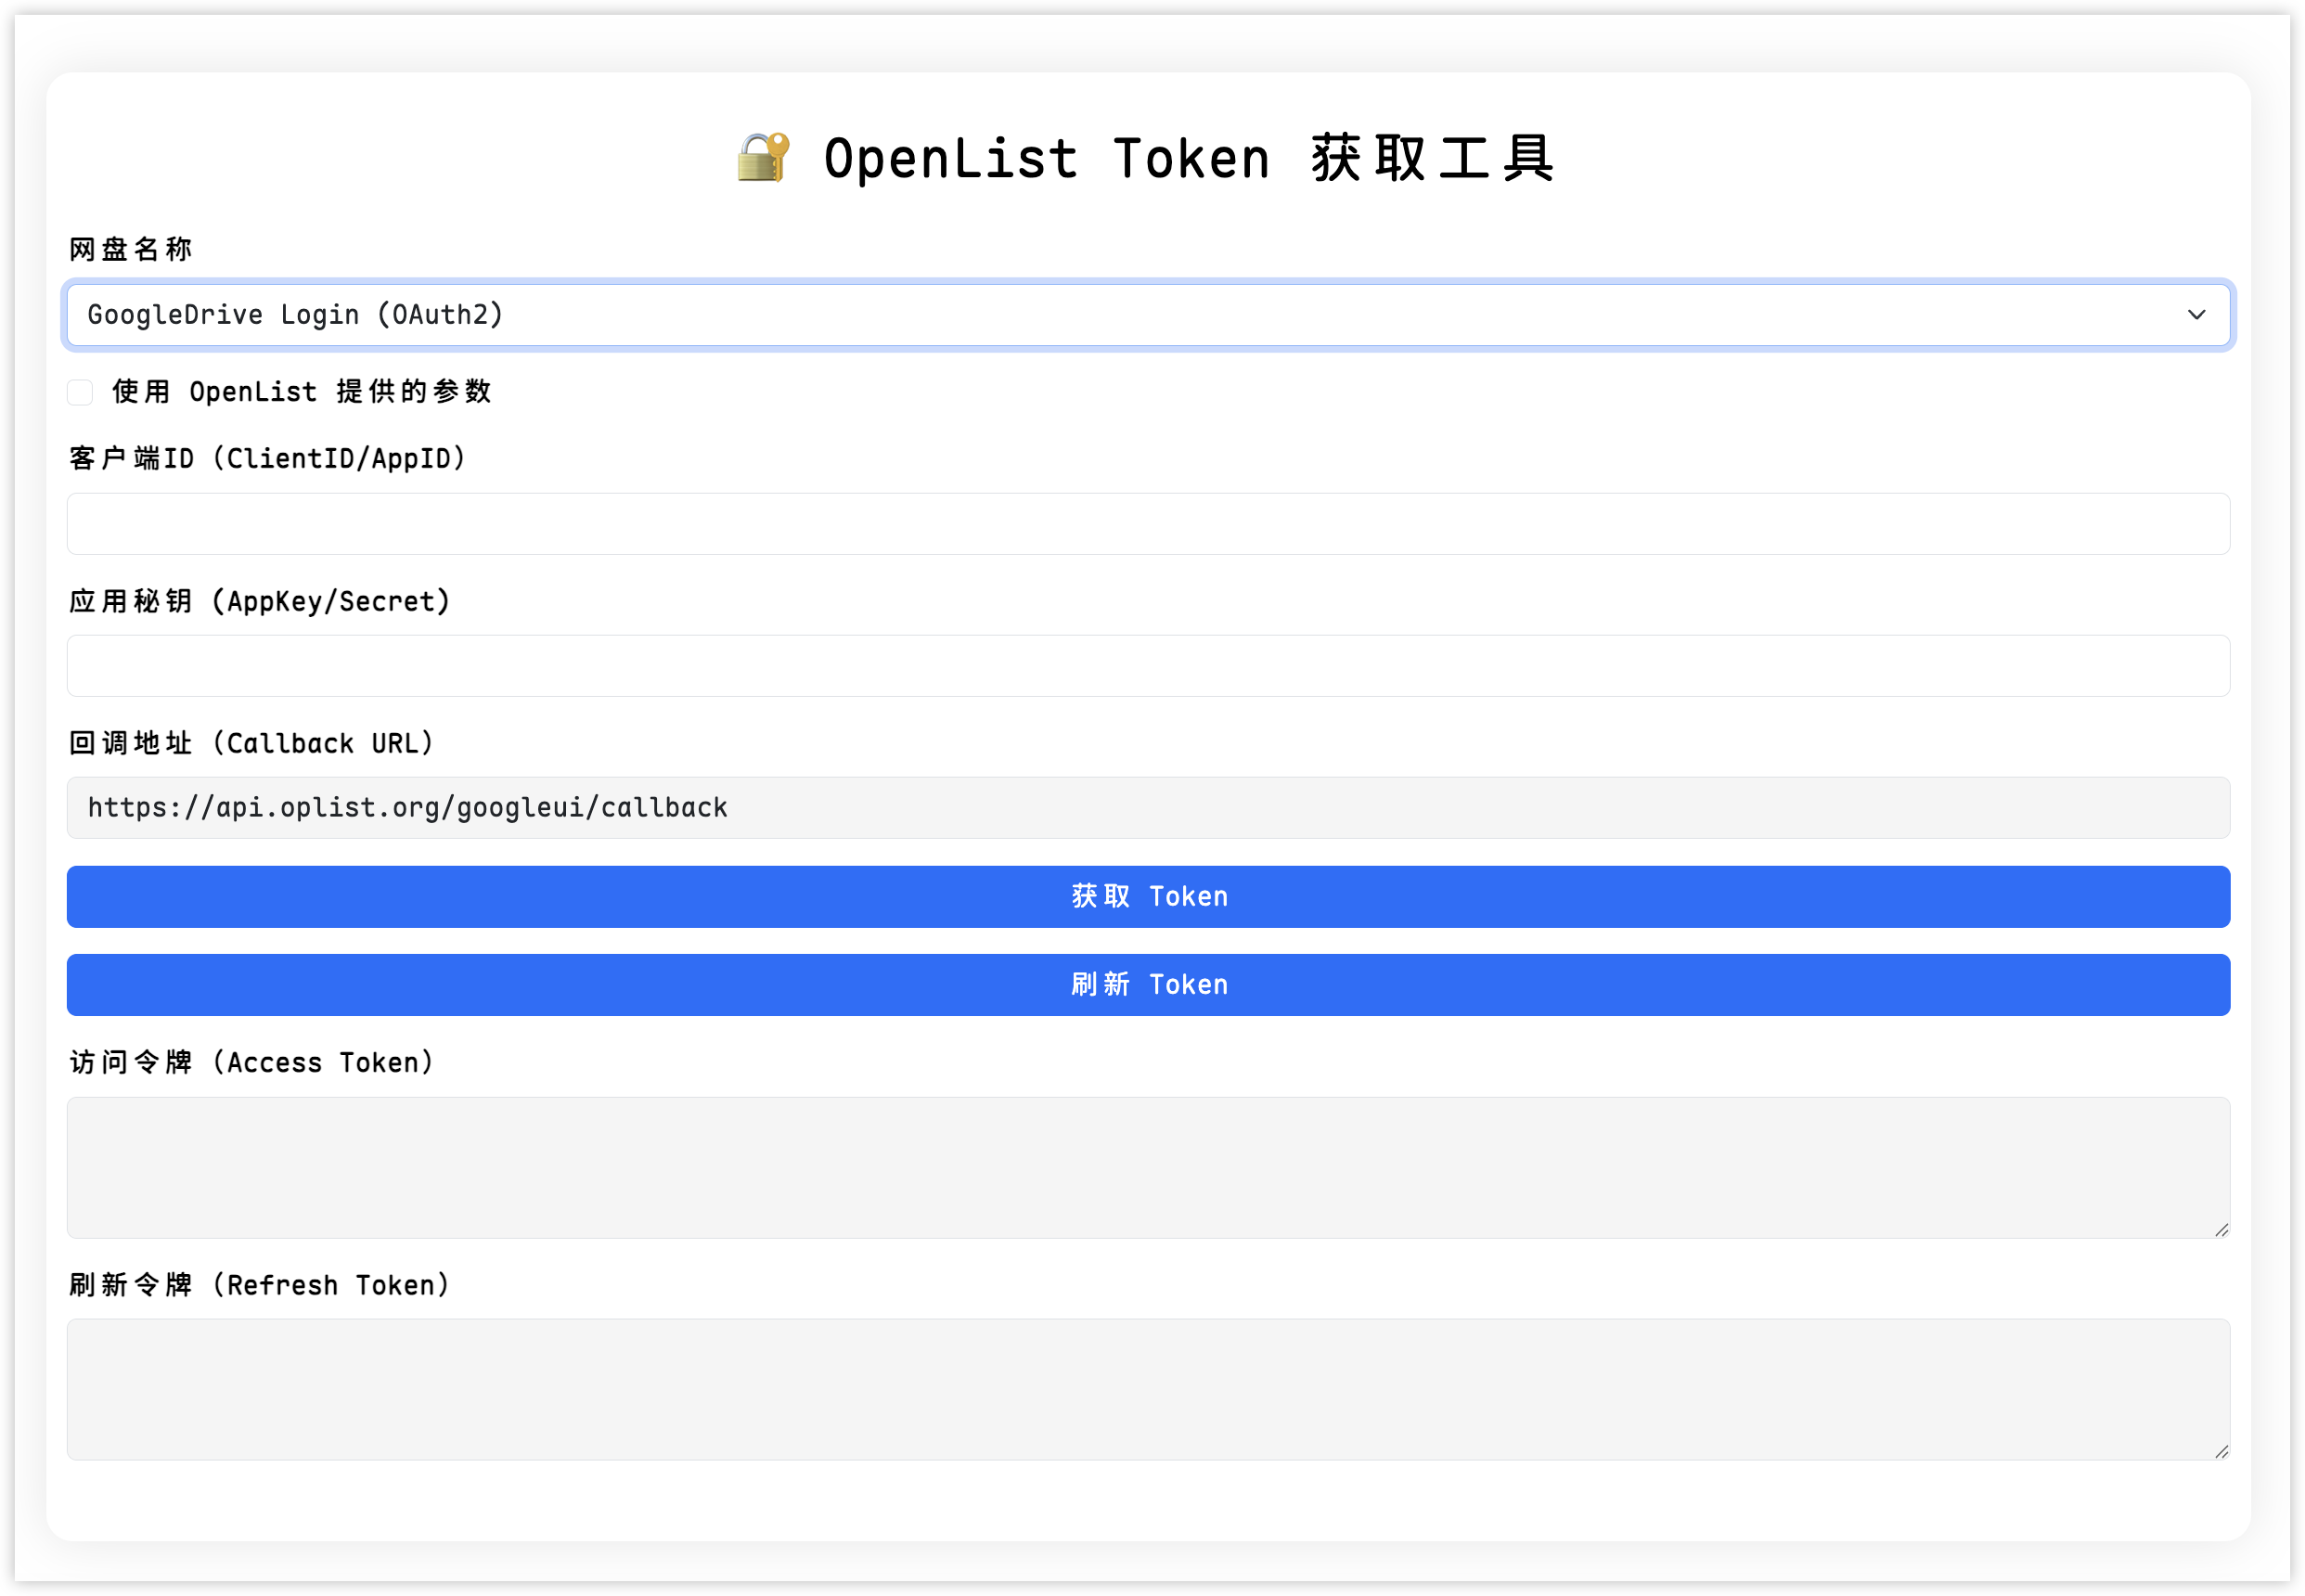 🔐 OpenList Token 获取工具
网盘名称
GoogleDrive Login (OAuth2)
使用 OpenList 提供的参数
客户端ID（ClientID/AppID）
应用秘钥 (AppKey/Secret)
回调地址（Callback URL）
https://api.oplist.org/googleui/callback
获取 Token
刷新 Token
访问令牌（Access Token）
刷新令牌（Refresh Token）